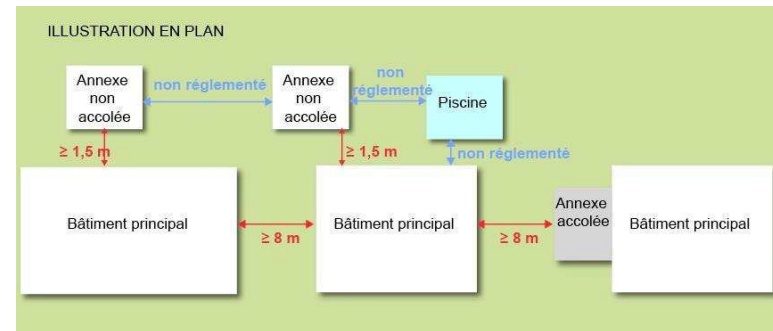 ILLUSTRATION EN PLAN
Annexe
non
accolée
non réglementé
Annexe
non
accolée
non
réglementé
Piscine
≥ 1,5 m
≥ 1,5 m
non réglementé
Bâtiment principal
≥ 8 m
Bâtiment principal
≥ 8 m
Annexe
accolée
Bâtiment principal